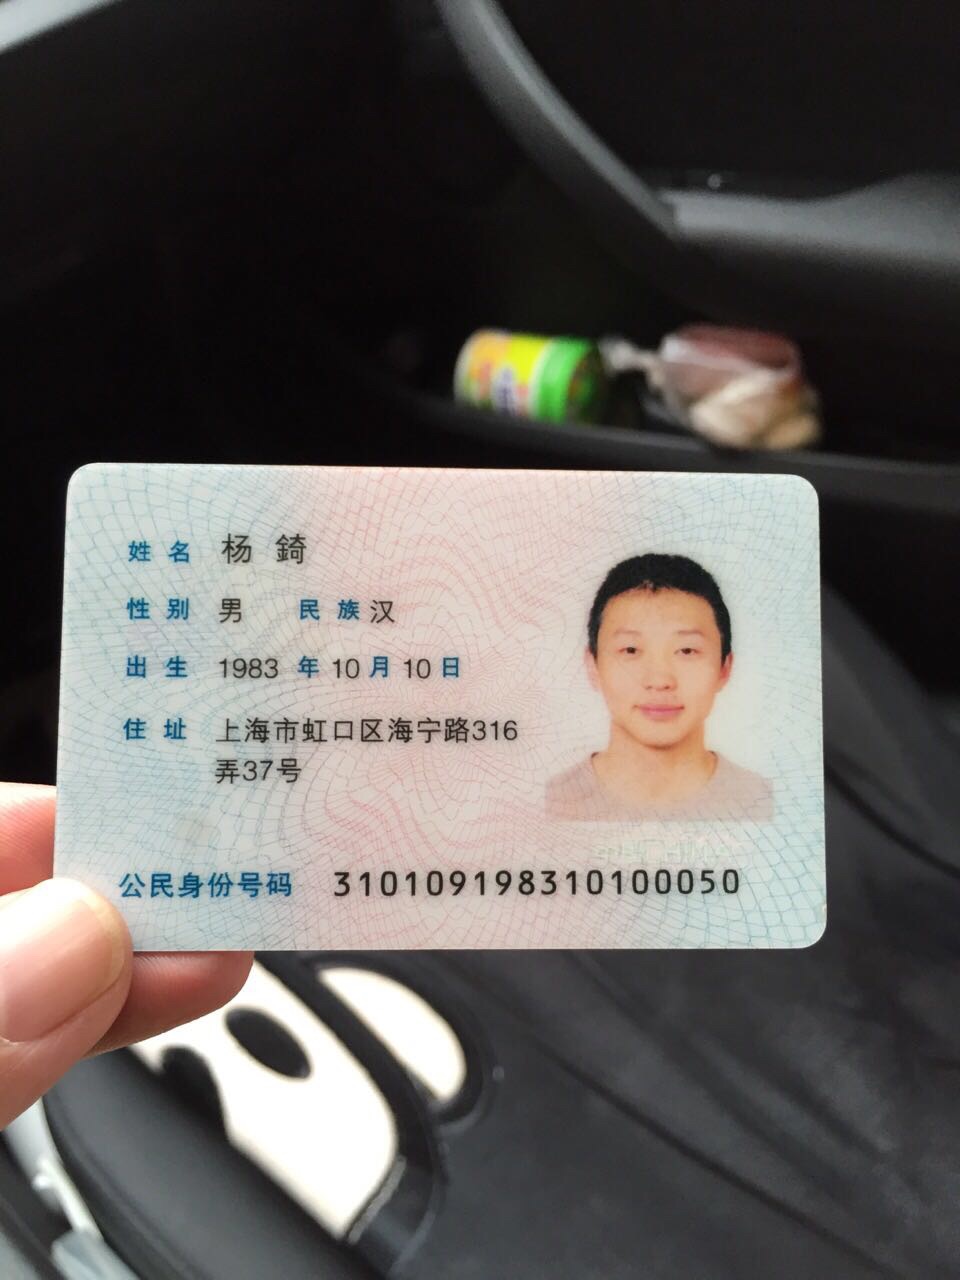 姓名 杨錡
性别 男 民族 汉
出生 1983 年 10 月 10 日
住址 上海市虹口区海宁路316
弄37号
公民身份号码 310109198310100050